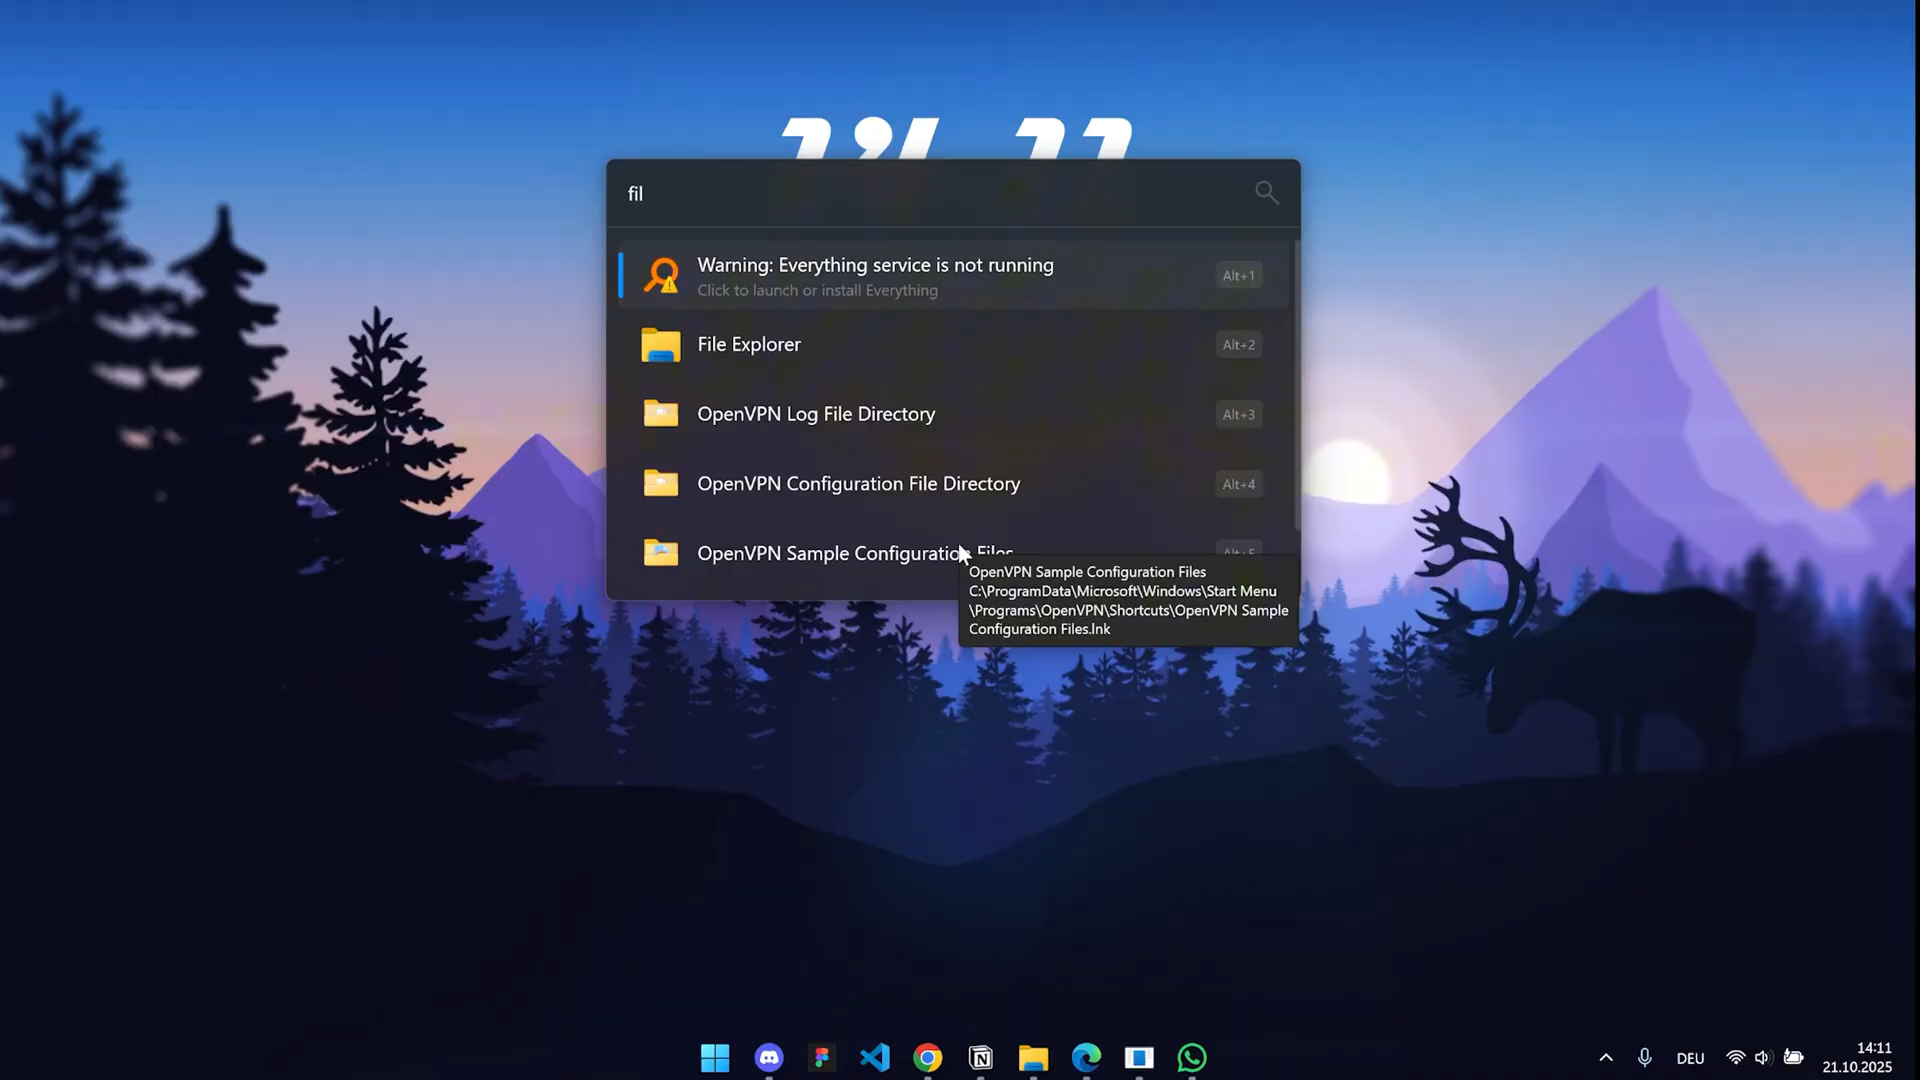 fil
Warning: Everything service is not running
Click to launch or install Everything
Alt+1
File Explorer
Alt+2
OpenVPN Log File Directory
Alt+3
OpenVPN Configuration File Directory
Alt+4
OpenVPN Sample Configuration Files
Alt+5
OpenVPN Sample Configuration Files
C:\ProgramData\Microsoft\Windows\Start Menu
\Programs\OpenVPN\Shortcuts\OpenVPN Sample
Configuration Files.lnk
DEU
14:11
21.10.2025